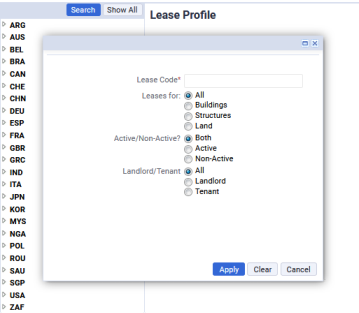 Search Show All
Lease Profile
ARG
AUS
BEL
BRA
CAN
CHE
CHN
DEU
ESP
FRA
GBR
GRC
IND
ITA
JPN
KOR
MYS
NGA
POL
ROU
SAU
SGP
USA
ZAF
Lease Code*
Leases for: All
Buildings
Structures
Land
Active/Non-Active? Both
Active
Non-Active
Landlord/Tenant All
Landlord
Tenant
Apply Clear Cancel